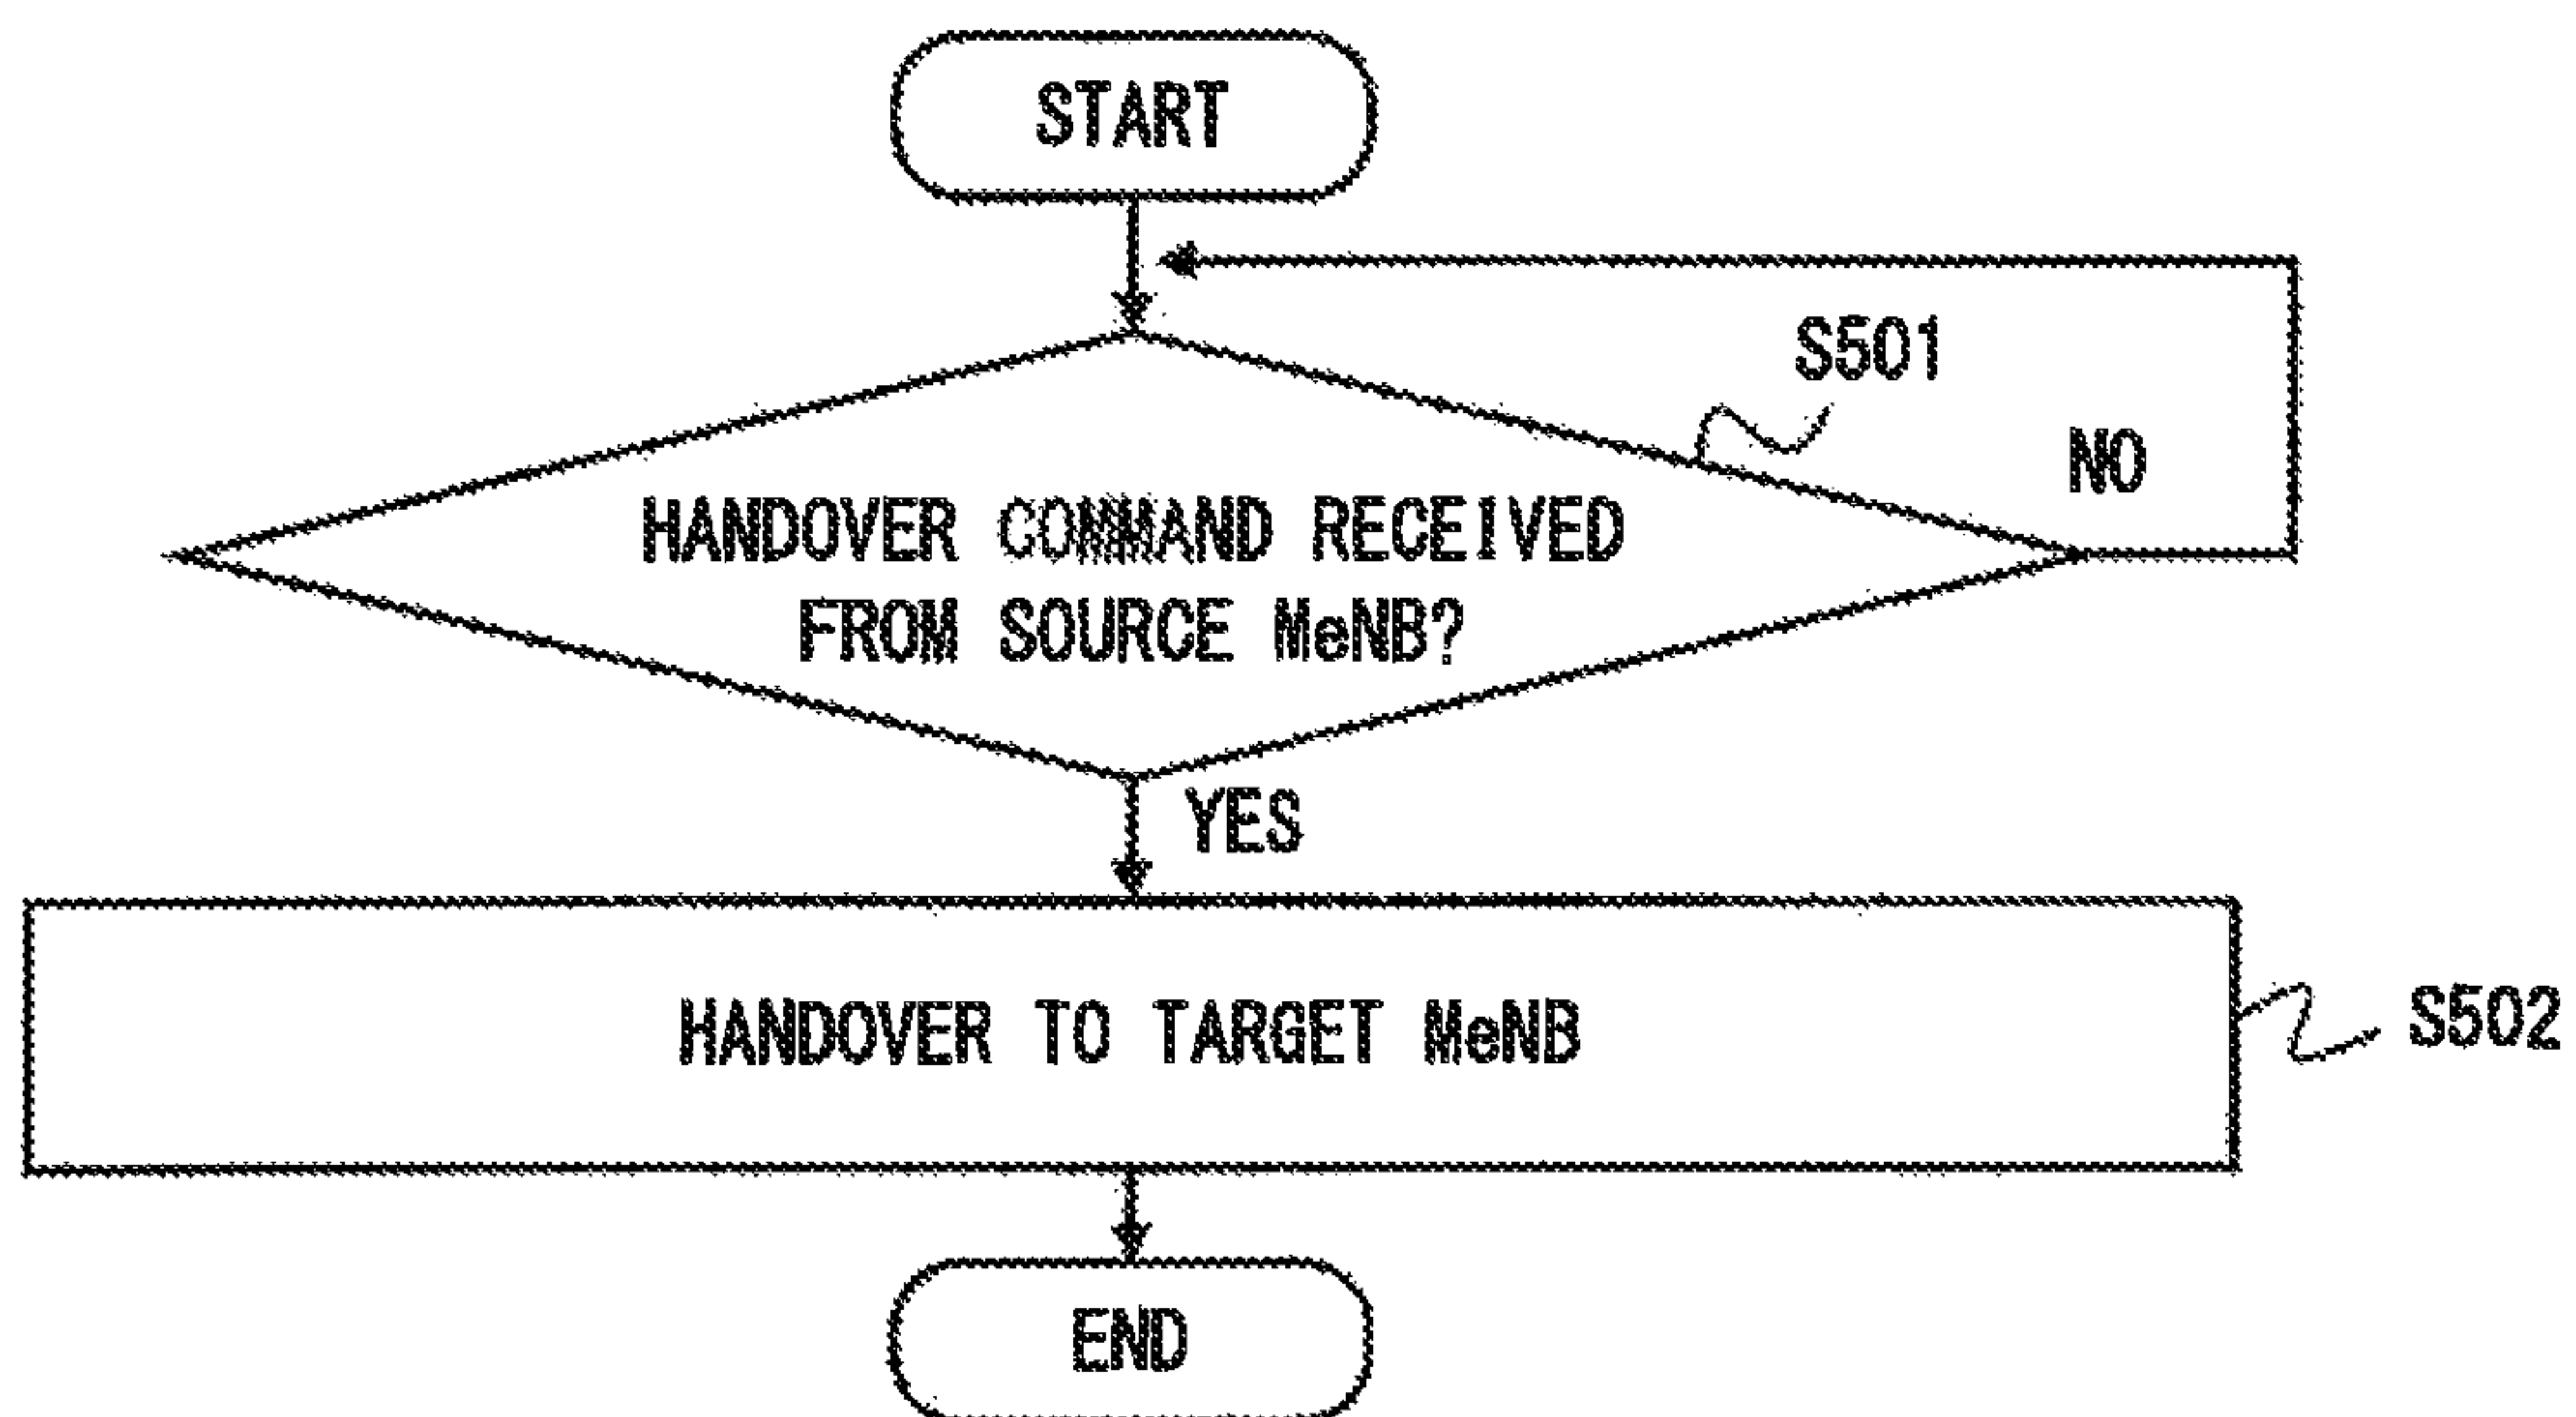 START
S501
NO
HANDOVER COMMAND RECEIVED
FROM SOURCE MeNB?
YES
HANDOVER TO TARGET MeNB
S502
END